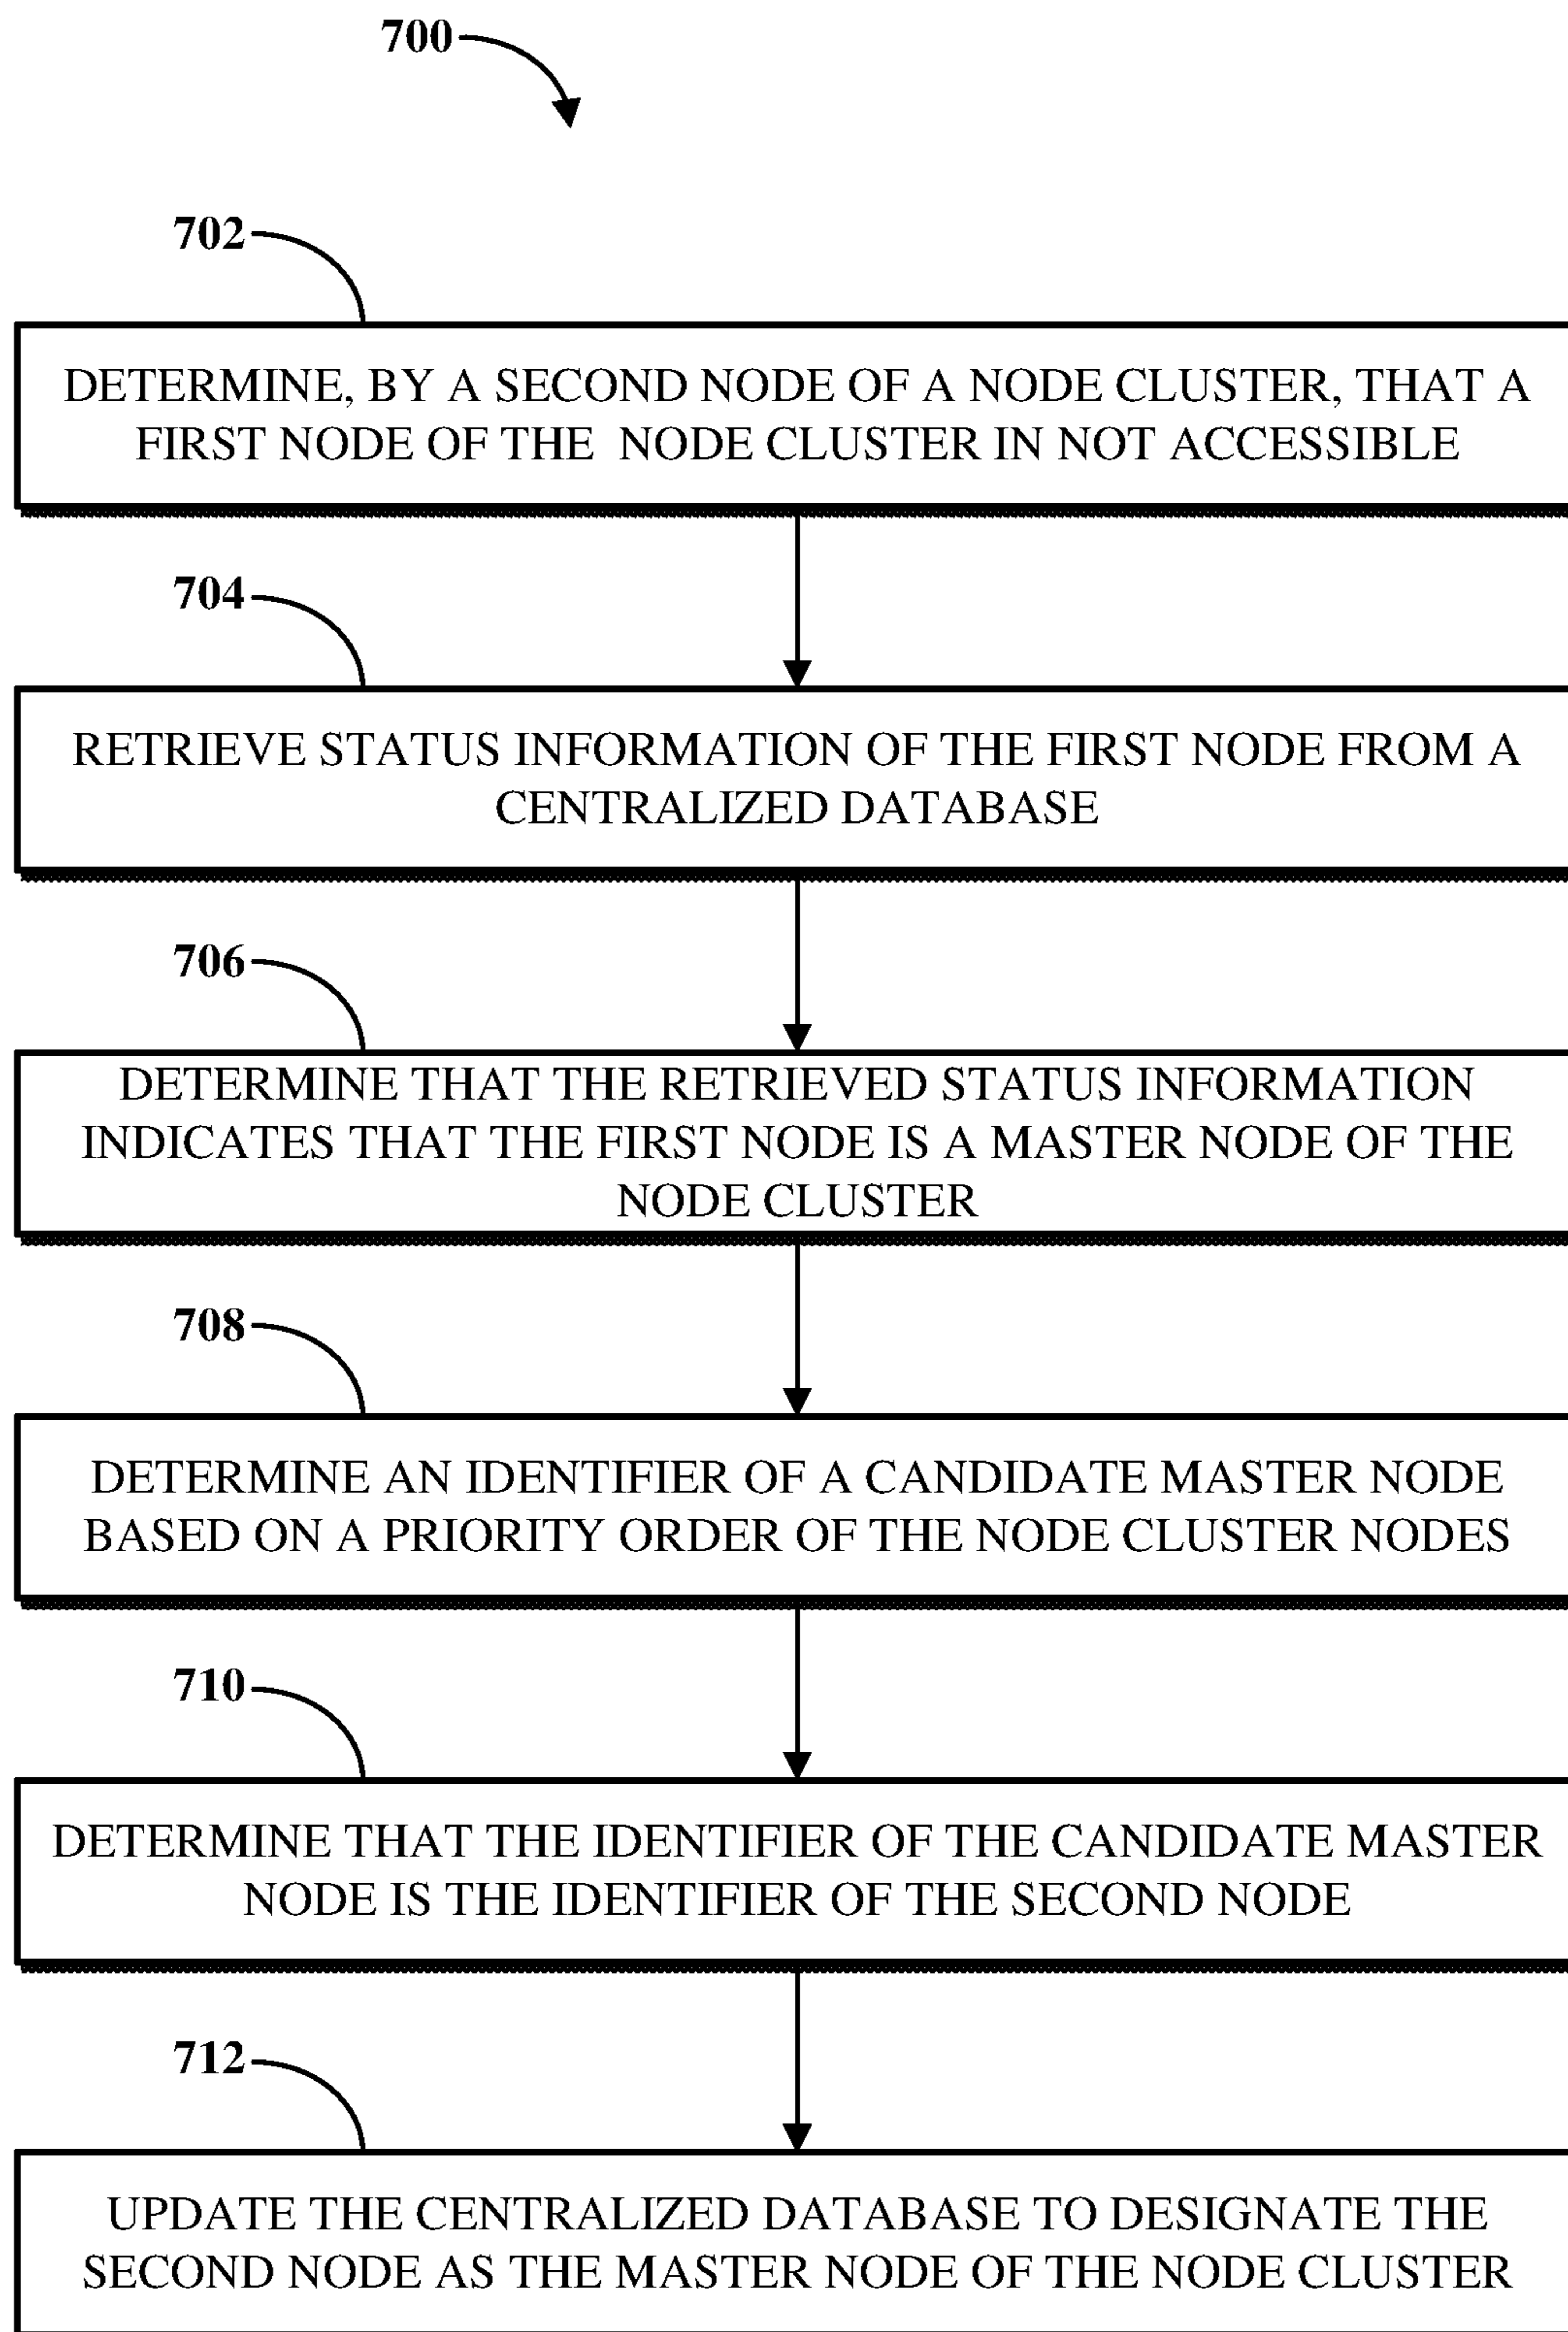 700
702
DETERMINE, BY A SECOND NODE OF A NODE CLUSTER, THAT A
FIRST NODE OF THE NODE CLUSTER IN NOT ACCESSIBLE
704
RETRIEVE STATUS INFORMATION OF THE FIRST NODE FROM A
CENTRALIZED DATABASE
706
DETERMINE THAT THE RETRIEVED STATUS INFORMATION
INDICATES THAT THE FIRST NODE IS A MASTER NODE OF THE
NODE CLUSTER
708
DETERMINE AN IDENTIFIER OF A CANDIDATE MASTER NODE
BASED ON A PRIORITY ORDER OF THE NODE CLUSTER NODES
710
DETERMINE THAT THE IDENTIFIER OF THE CANDIDATE MASTER
NODE IS THE IDENTIFIER OF THE SECOND NODE
712
UPDATE THE CENTRALIZED DATABASE TO DESIGNATE THE
SECOND NODE AS THE MASTER NODE OF THE NODE CLUSTER